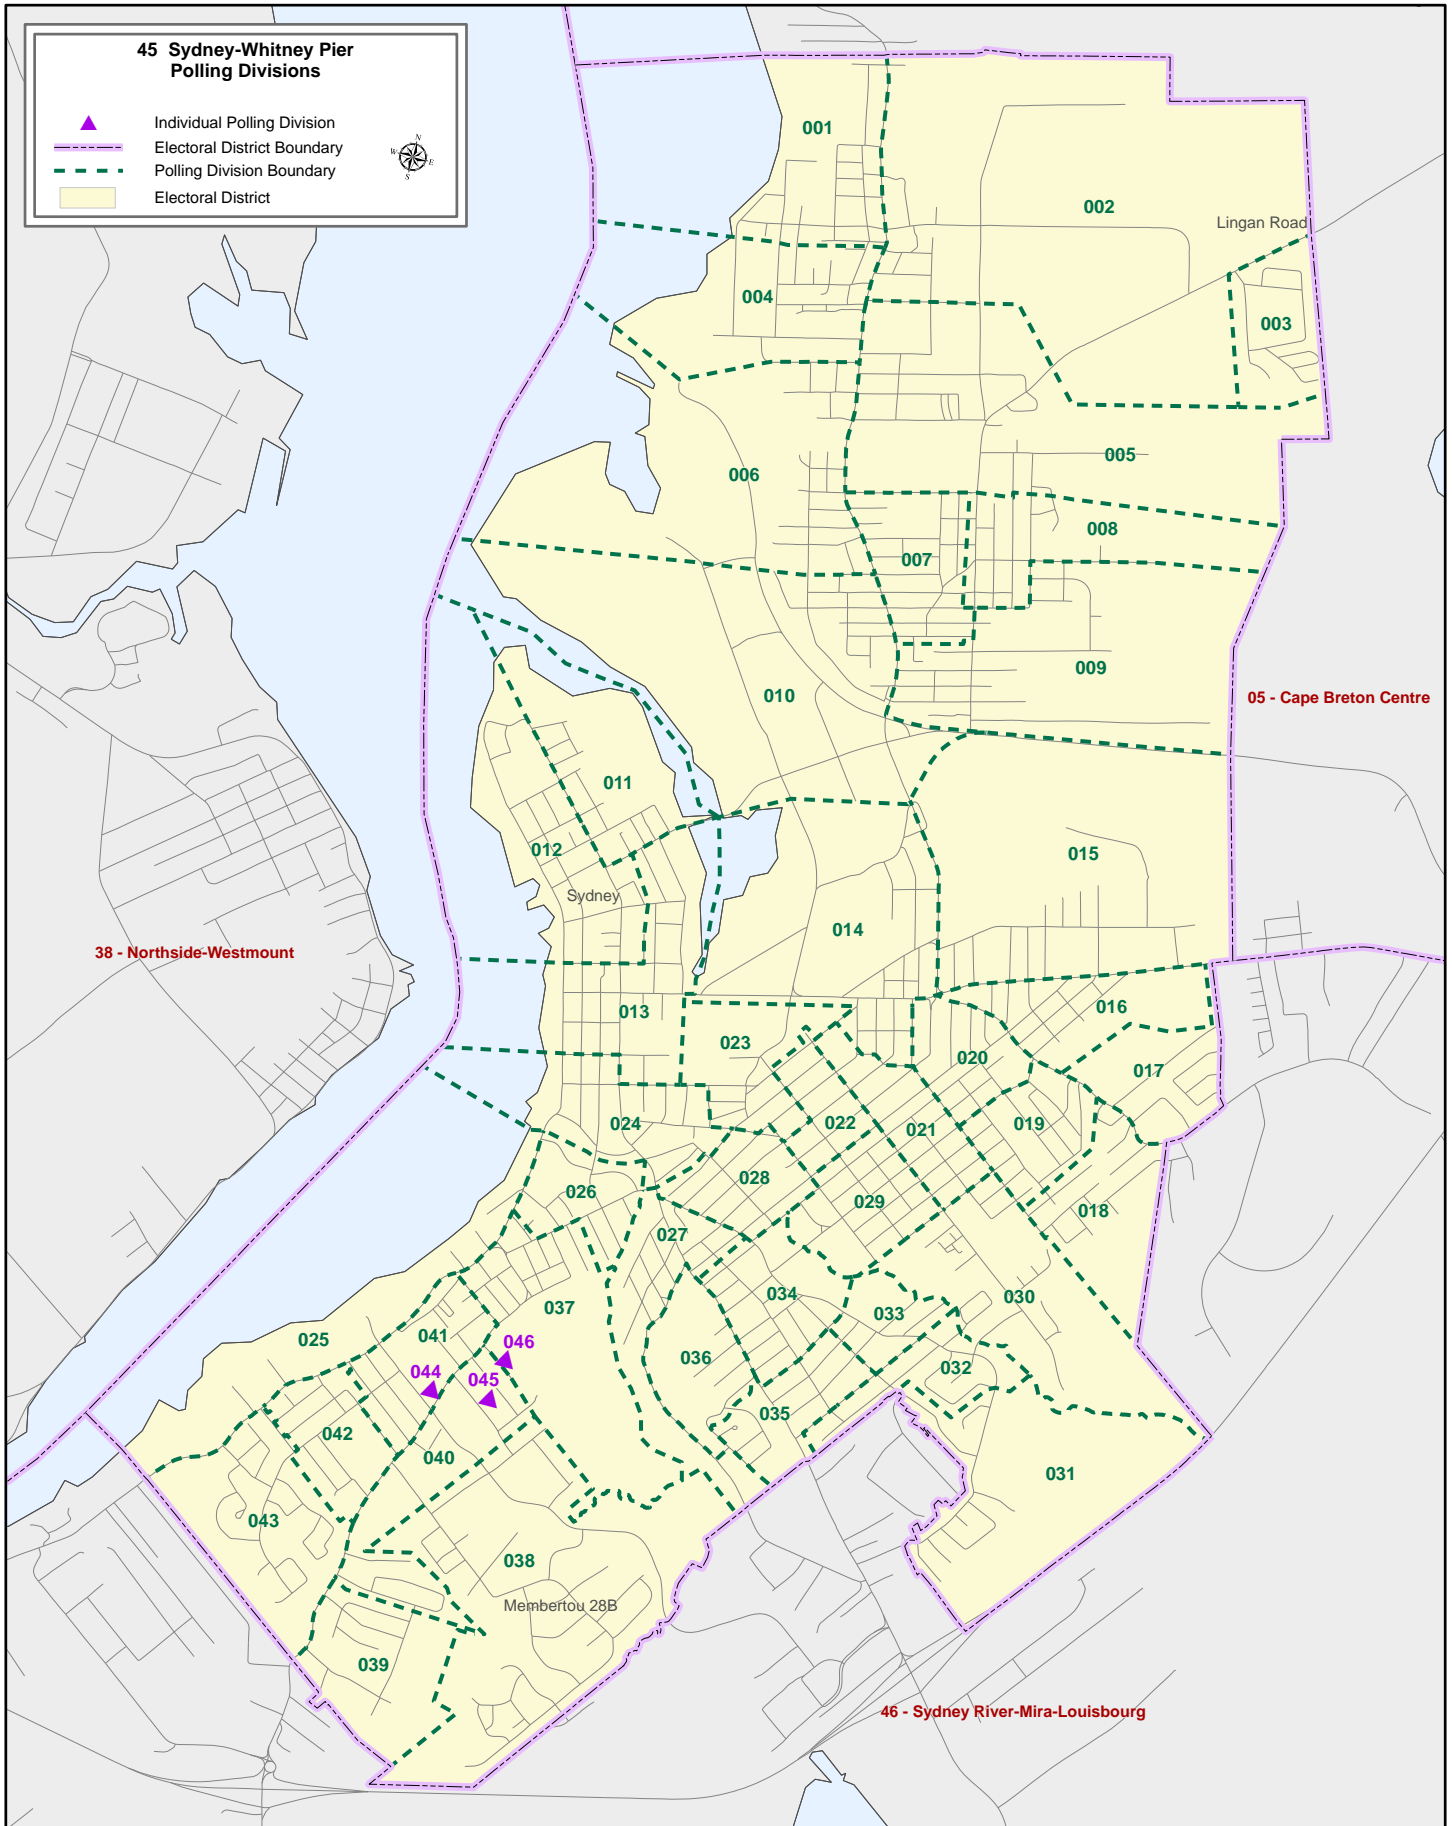 45 Sydney-Whitney Pier
Polling Divisions
Individual Polling Division
Electoral District Boundary
Polling Division Boundary
Electoral District
N
W
E
S
001
002
Lingan Road
003
004
005
006
007
008
009
05 - Cape Breton Centre
010
011
012
015
Sydney
014
38 - Northside-Westmount
016
013
023
020
017
024
022
021
019
028
026
029
018
027
034
030
037
033
025
041
046
036
032
044
045
035
042
040
031
043
038
Membertou 28B
039
46 - Sydney River-Mira-Louisbourg